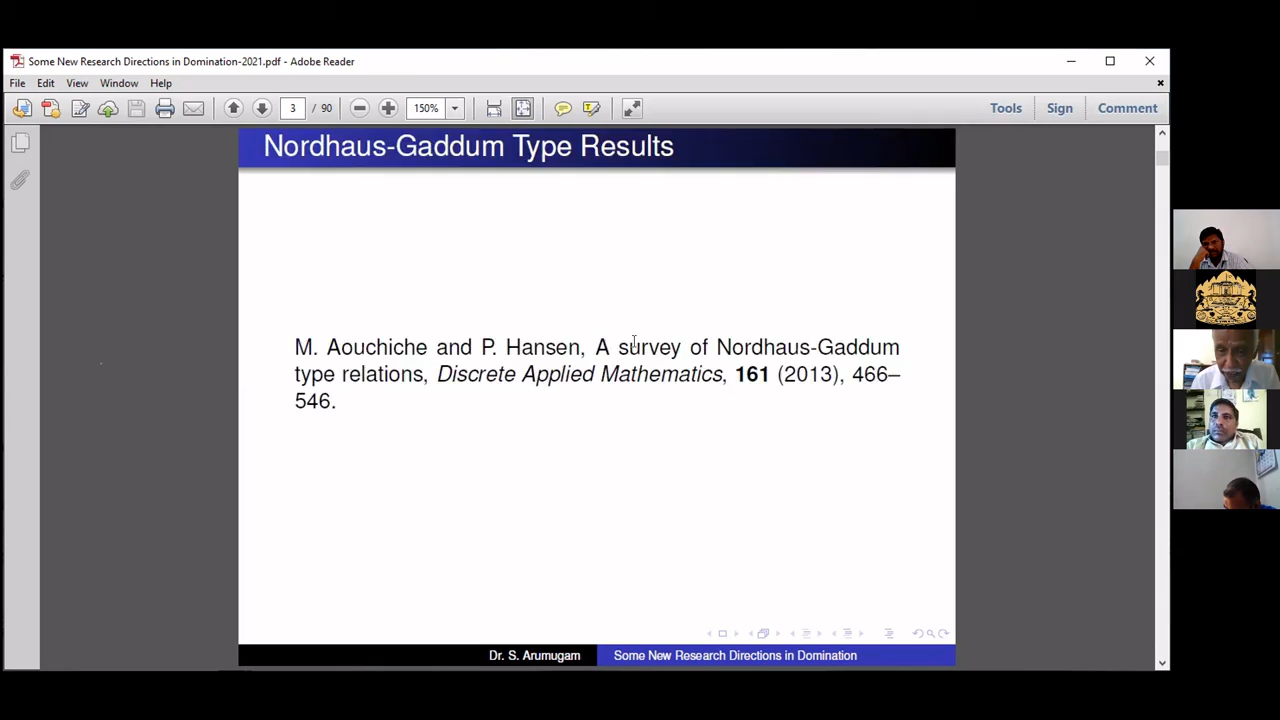 Some New Research Directions in Domination-2021.pdf - Adobe Reader
File Edit View Window Help
3 / 90 150% Tools Sign Comment
Nordhaus-Gaddum Type Results
M. Aouchiche and P. Hansen, A survey of Nordhaus-Gaddum
type relations, Discrete Applied Mathematics, 161 (2013), 466–
546.
Dr. S. Arumugam Some New Research Directions in Domination